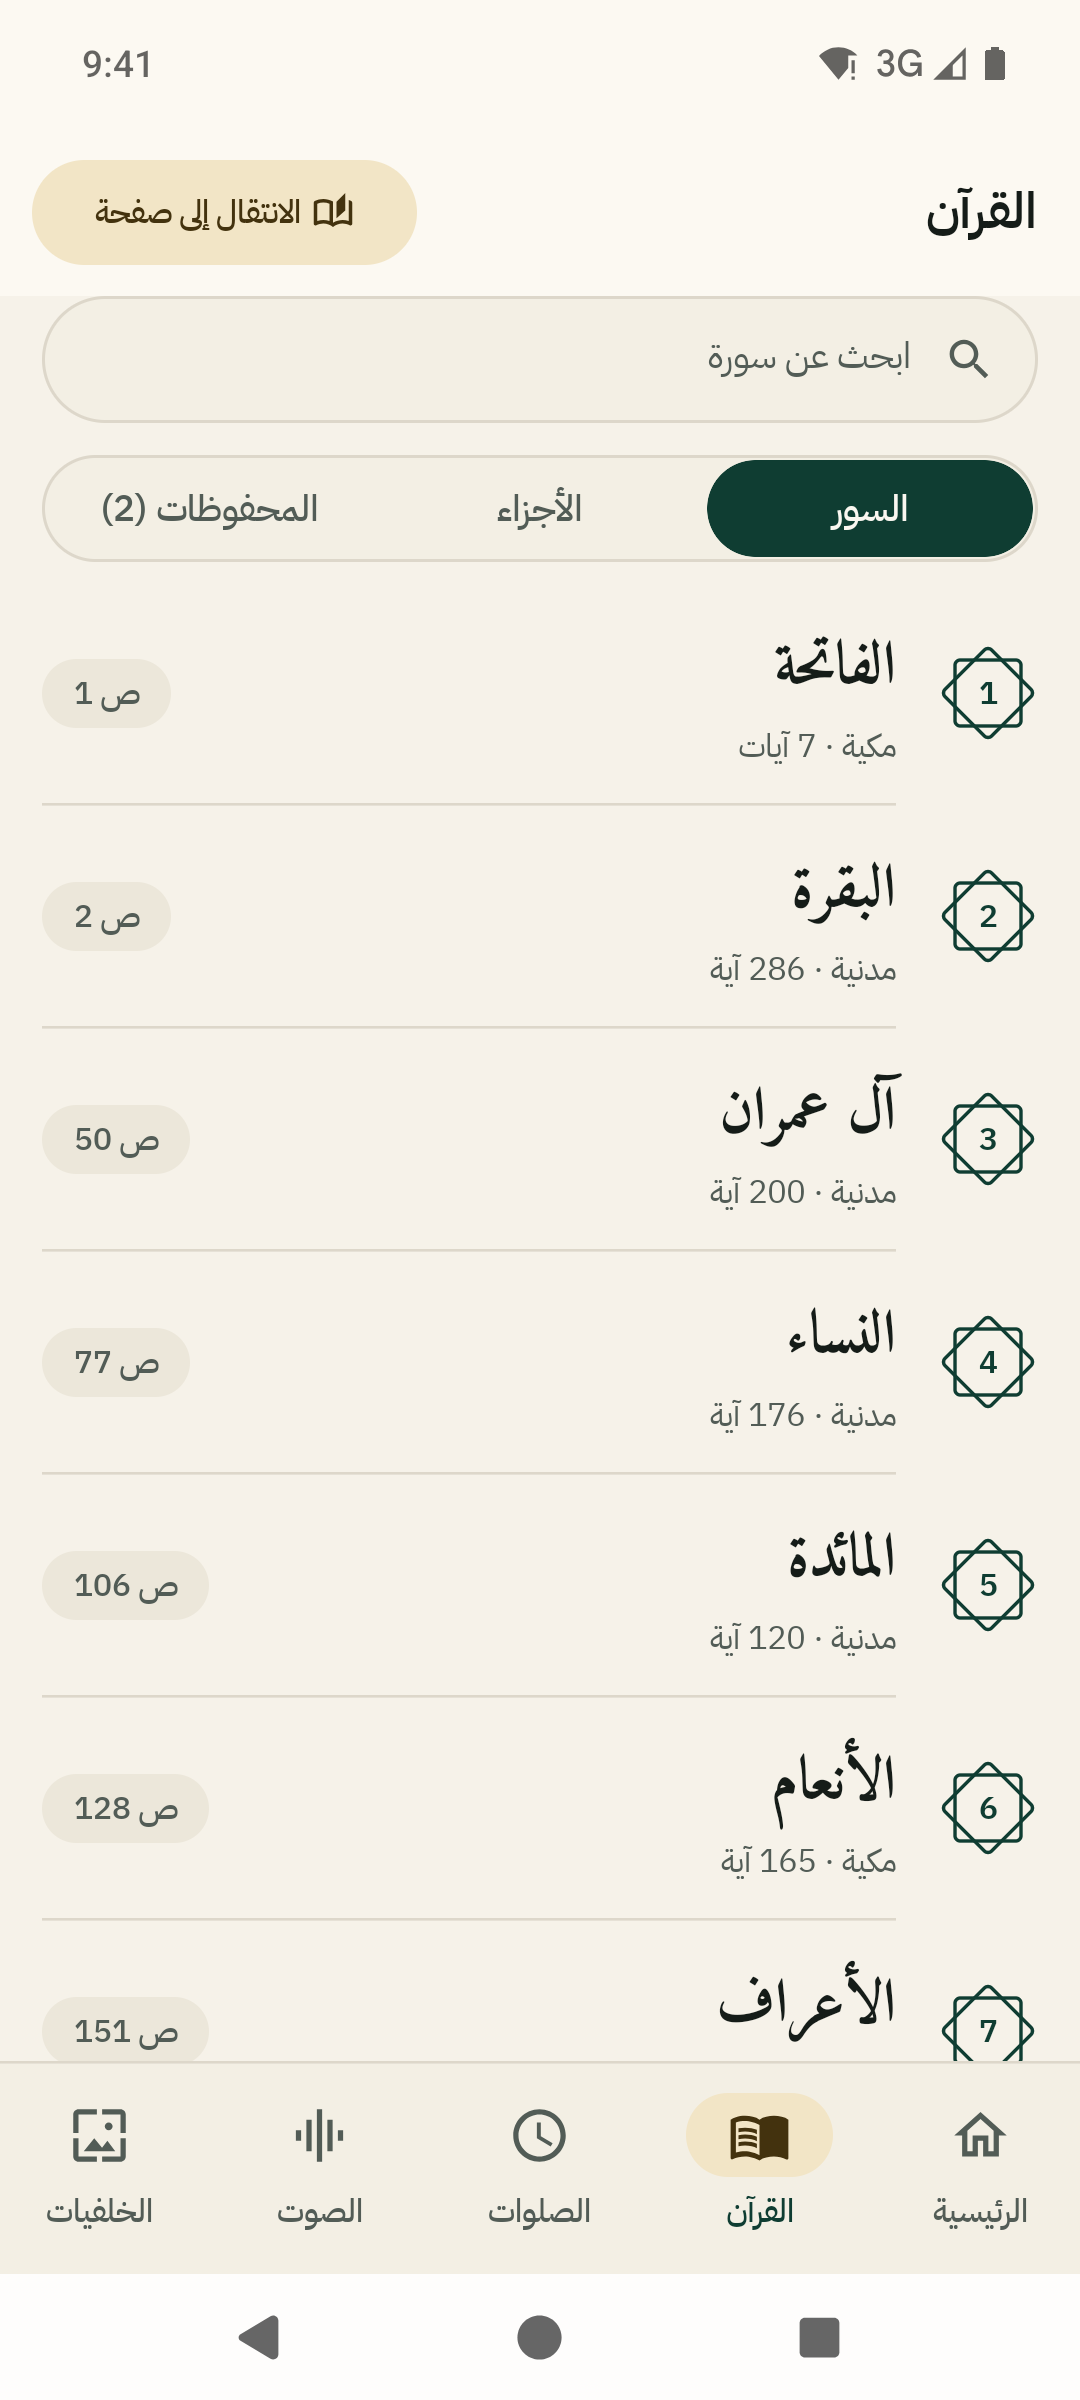 9:41 3G
القرآن
الانتقال إلى صفحة
ابحث عن سورة
السور الأجزاء المحفوظات (2)
1 الفاتحة ص 1
مكية · 7 آيات
2 البقرة ص 2
مدنية · 286 آية
3 آل عمران ص 50
مدنية · 200 آية
4 النساء ص 77
مدنية · 176 آية
5 المائدة ص 106
مدنية · 120 آية
6 الأنعام ص 128
مكية · 165 آية
7 الأعراف ص 151
الرئيسية القرآن الصلوات الصوت الخلفيات